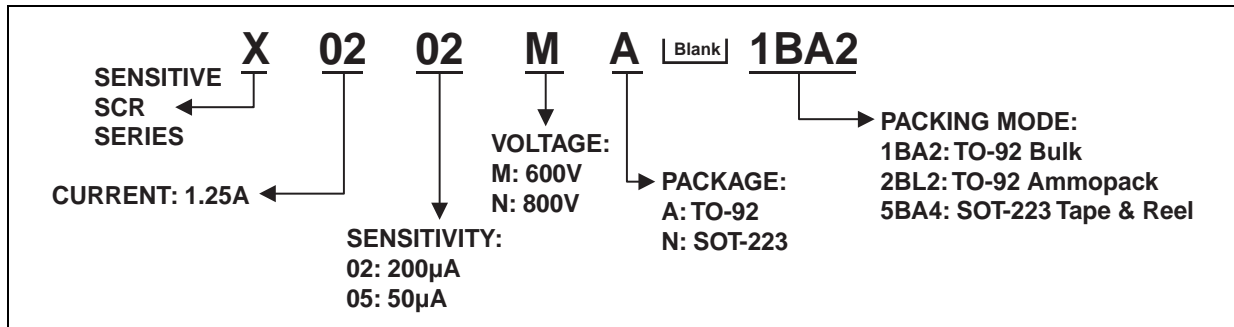 X 02 02 M A Blank 1BA2
SENSITIVE
SCR
SERIES
CURRENT: 1.25A
SENSITIVITY:
02: 200µA
05: 50µA
VOLTAGE:
M: 600V
N: 800V
PACKAGE:
A: TO-92
N: SOT-223
PACKING MODE:
1BA2: TO-92 Bulk
2BL2: TO-92 Ammopack
5BA4: SOT-223 Tape & Reel